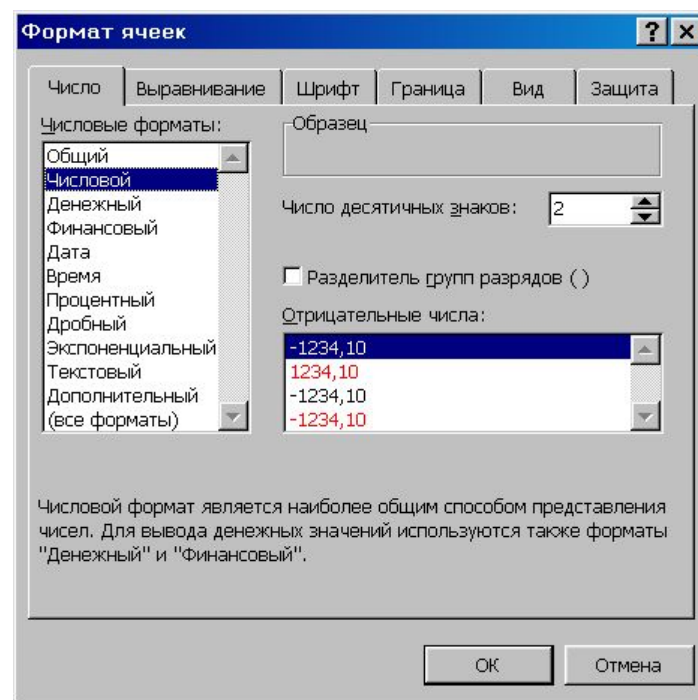 Формат ячеек
Число Выравнивание Шрифт Граница Вид Защита
Числовые форматы:
Общий
Числовой
Денежный
Финансовый
Дата
Время
Процентный
Дробный
Экспоненциальный
Текстовый
Дополнительный
(все форматы)
Образец
Число десятичных знаков: 2
Разделитель групп разрядов ( )
Отрицательные числа:
-1234,10
1234,10
-1234,10
-1234,10
Числовой формат является наиболее общим способом представления
чисел. Для вывода денежных значений используются также форматы
"Денежный" и "Финансовый".
ОК Отмена